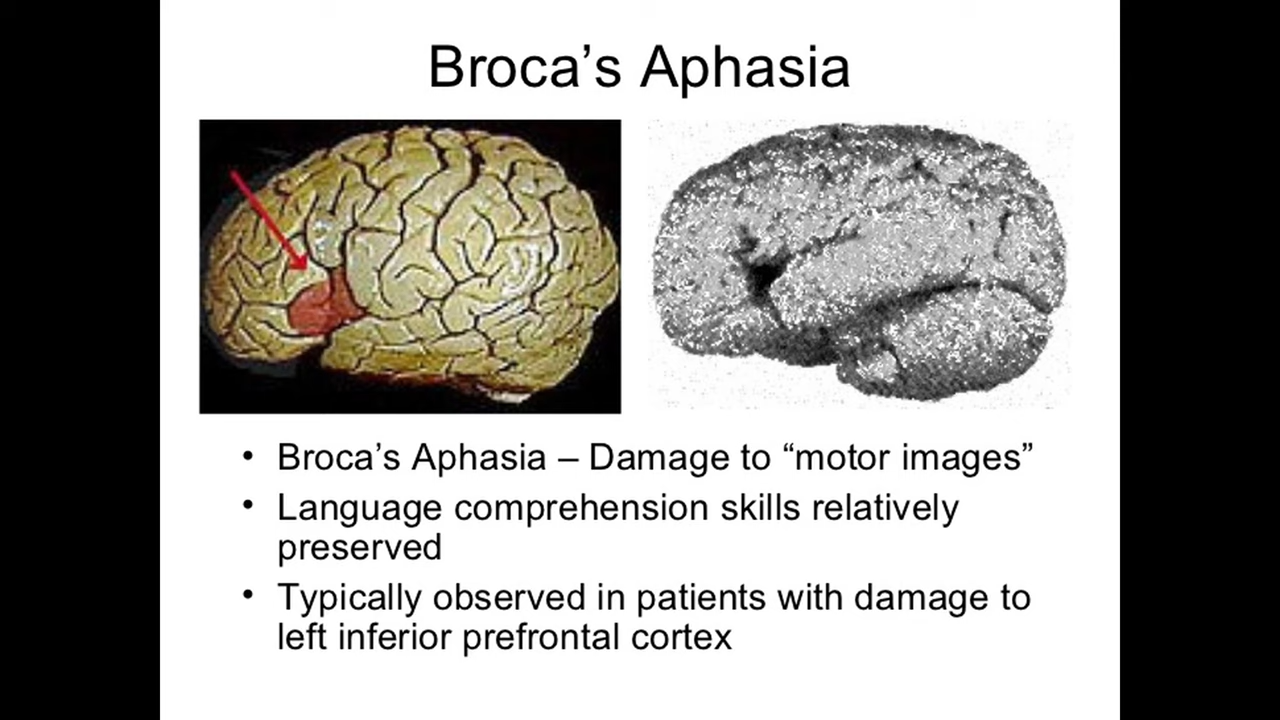 Broca’s Aphasia
• Broca’s Aphasia – Damage to “motor images”
• Language comprehension skills relatively
preserved
• Typically observed in patients with damage to
left inferior prefrontal cortex